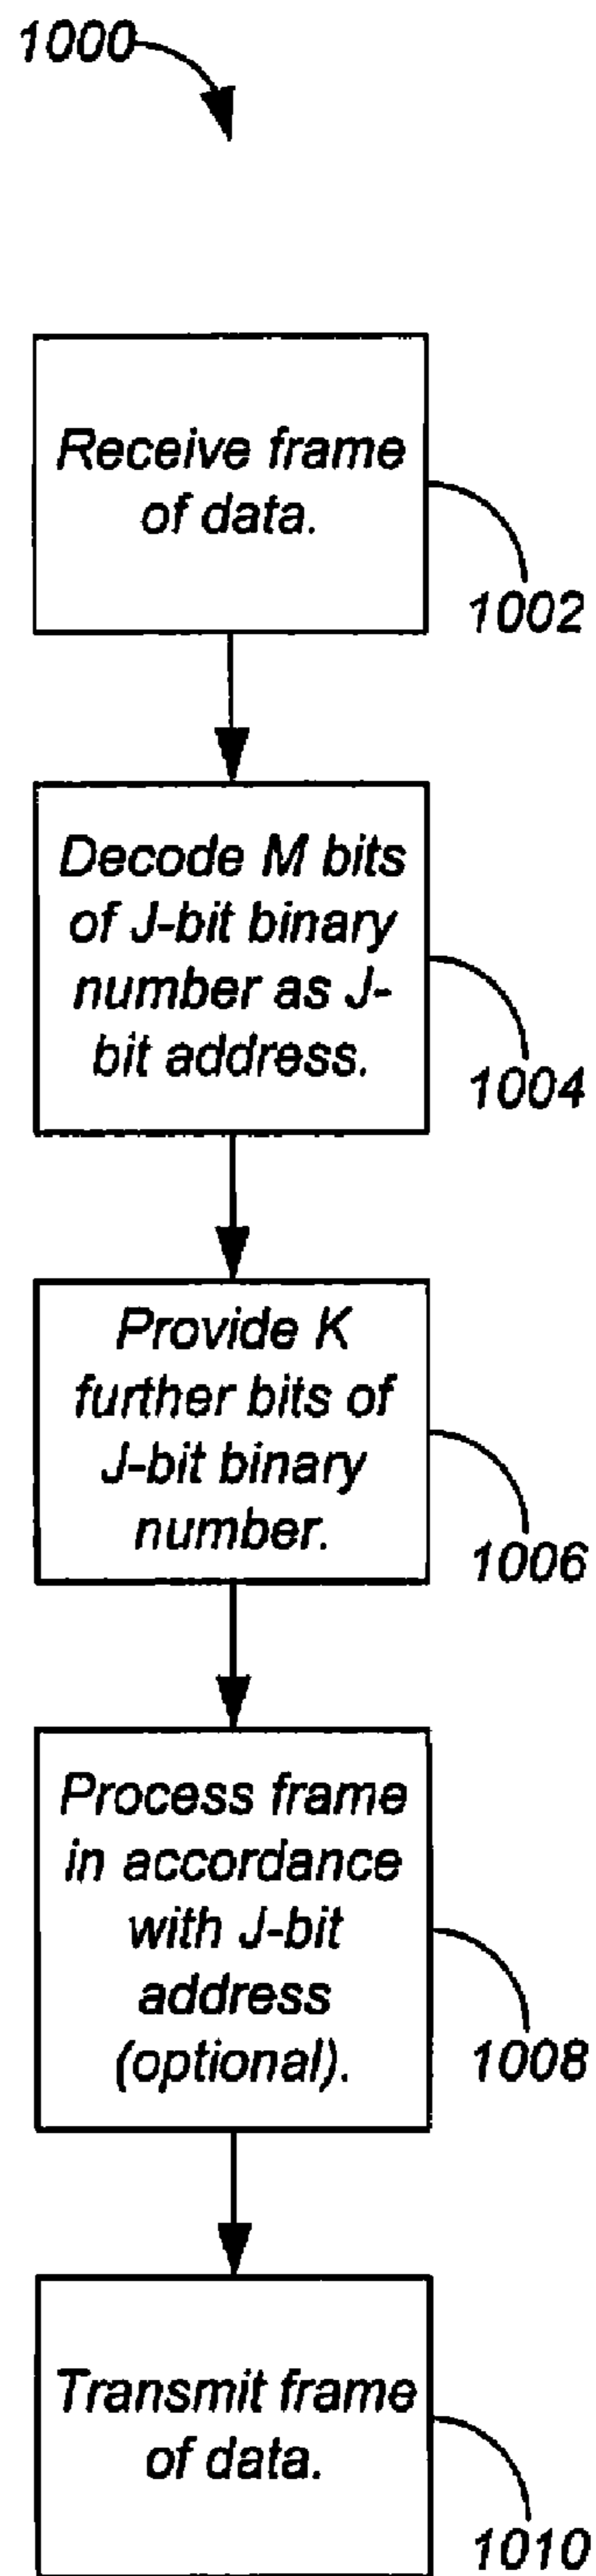 1000
Receive frame
of data.
1002
Decode M bits
of J-bit binary
number as J-
bit address.
1004
Provide K
further bits of
J-bit binary
number.
1006
Process frame
in accordance
with J-bit
address
(optional).
1008
Transmit frame
of data.
1010